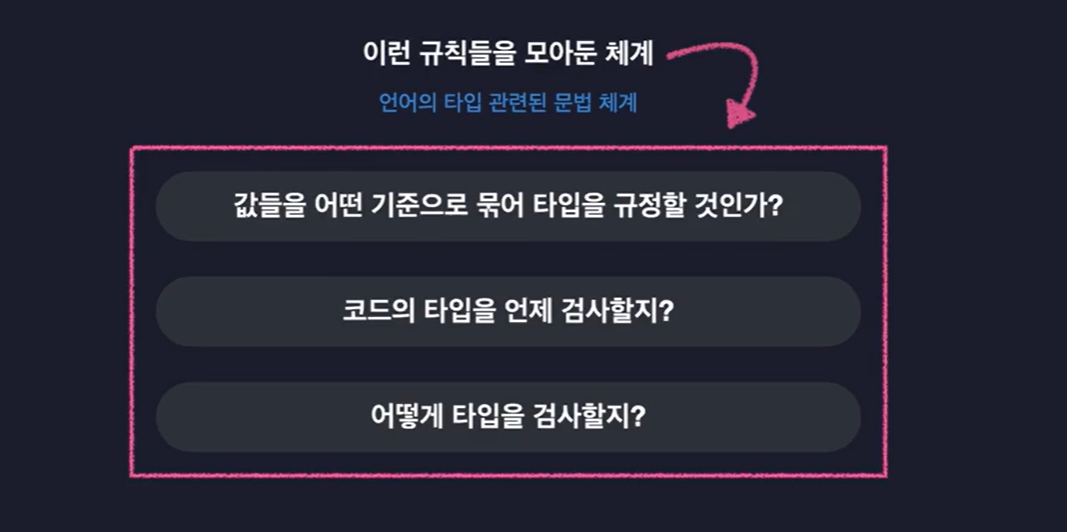 이런 규칙들을 모아둔 체계
언어의 타입 관련된 문법 체계
값들을 어떤 기준으로 묶어 타입을 규정할 것인가?
코드의 타입을 언제 검사할지?
어떻게 타입을 검사할지?